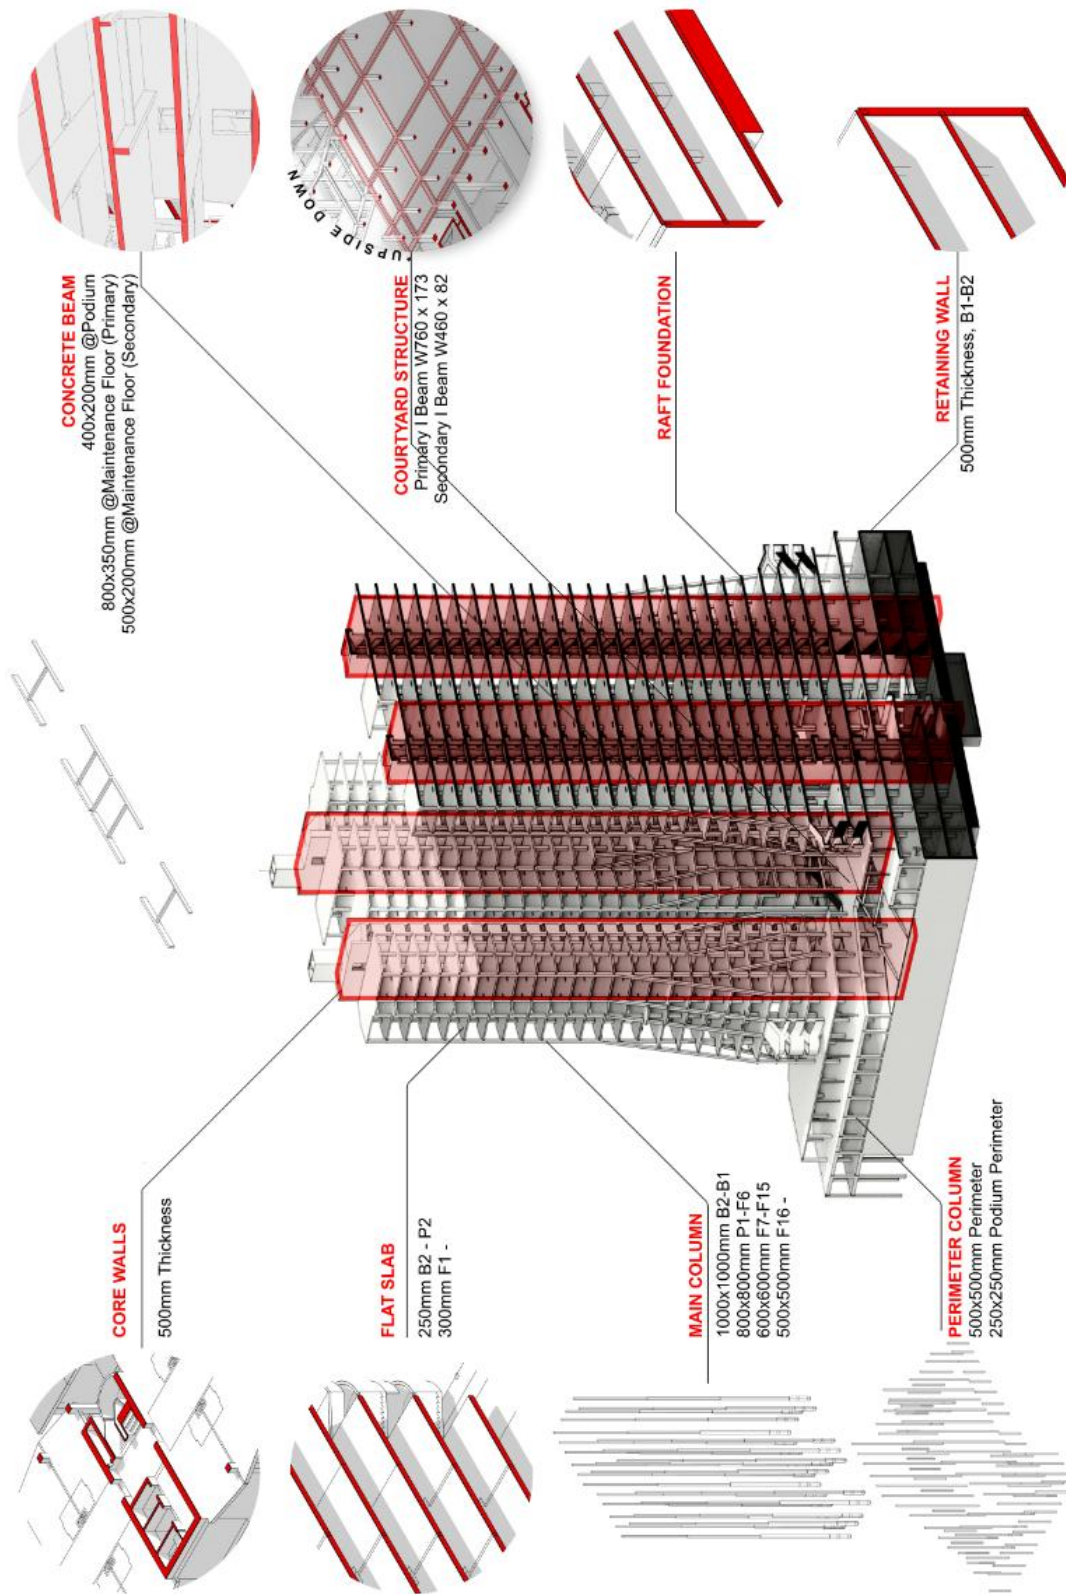 CORE WALLS
500mm Thickness
FLAT SLAB
250mm B2 - P2
300mm F1 -
MAIN COLUMN
1000x1000mm B2-B1
800x800mm P1-F6
600x600mm F7-F15
500x500mm F16 -
PERIMETER COLUMN
500x500mm Perimeter
250x250mm Podium Perimeter
CONCRETE BEAM
400x200mm @Podium
800x350mm @Maintenance Floor (Primary)
500x200mm @Maintenance Floor (Secondary)
*UPSIDE DOWN
COURTYARD STRUCTURE
Primary I Beam W760 x 173
Secondary I Beam W460 x 82
RAFT FOUNDATION
RETAINING WALL
500mm Thickness, B1-B2